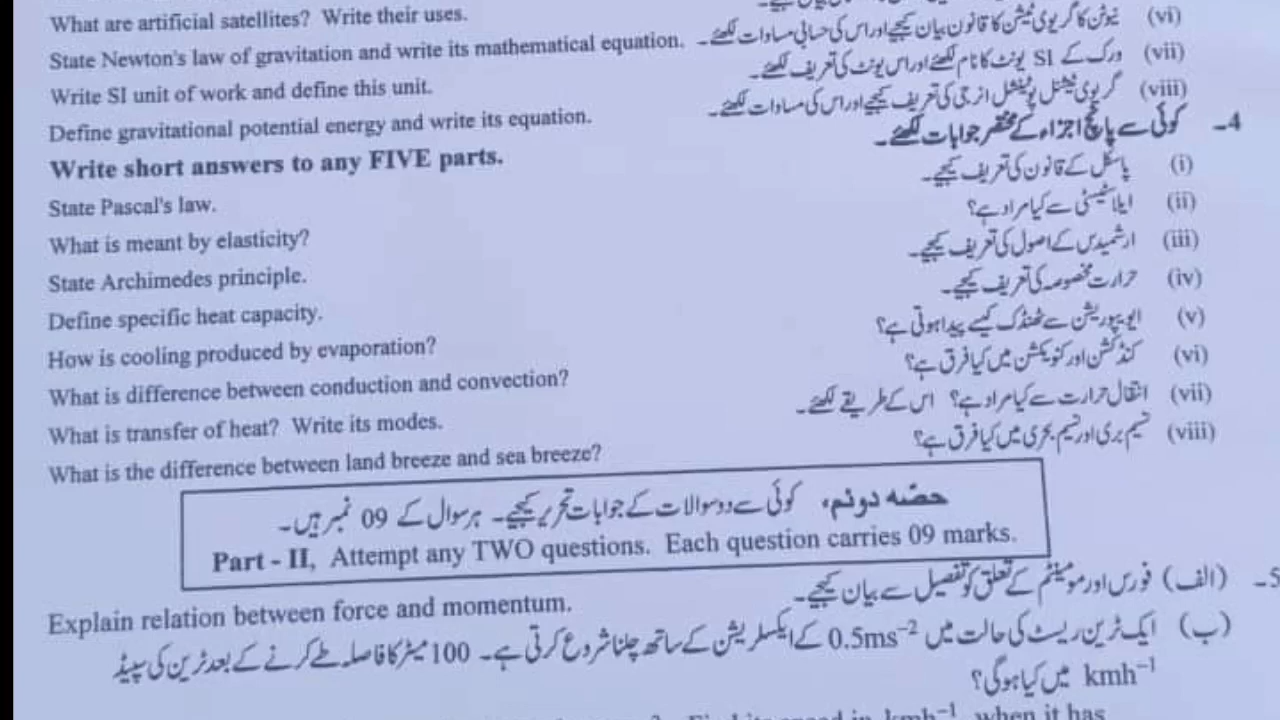 What are artificial satellites? Write their uses.
(vi) نیوٹن کا گریوی ٹیشن کا قانون بیان کیجیے اور اس کی حسابی مساوات لکھئے۔
State Newton's law of gravitation and write its mathematical equation.
(vii) ورک کے SI یونٹ کا نام لکھئے اور اس یونٹ کی تعریف لکھئے۔
Write SI unit of work and define this unit.
(viii) گریوی ٹیشنل پوٹینشل انرجی کی تعریف کیجیے اور اس کی مساوات لکھئے۔
Define gravitational potential energy and write its equation.
4۔ کوئی سے پانچ اجزاء کے مختصر جوابات لکھئے۔
Write short answers to any FIVE parts.
(i) پاسکل کے قانون کی تعریف کیجیے۔
State Pascal's law.
(ii) ایلاسٹیسٹی سے کیا مراد ہے؟
What is meant by elasticity?
(iii) ارشمیدس کے اصول کی تعریف کیجیے۔
State Archimedes principle.
(iv) حرارت مخصوصہ کی تعریف کیجیے۔
Define specific heat capacity.
(v) ایوپوریشن سے ٹھنڈک کیسے پیدا ہوتی ہے؟
How is cooling produced by evaporation?
(vi) کنڈکشن اور کنویکشن میں کیا فرق ہے؟
What is difference between conduction and convection?
(vii) انتقال حرارت سے کیا مراد ہے؟ اس کے طریقے لکھئے۔
What is transfer of heat? Write its modes.
(viii) نسیم بری اور نسیم بحری میں کیا فرق ہے؟
What is the difference between land breeze and sea breeze?
حصّہ دوئم، کوئی سے دو سوالات کے جوابات تحریر کیجیے۔ ہر سوال کے 09 نمبر ہیں۔
Part - II, Attempt any TWO questions. Each question carries 09 marks.
5۔ (الف) فورس اور مومینٹم کے تعلق کو تفصیل سے بیان کیجیے۔
Explain relation between force and momentum.
(ب) ایک ٹرین ریسٹ کی حالت میں 0.5ms⁻² کے ایکسلریشن کے ساتھ چلنا شروع کرتی ہے۔ 100 میٹر کا فاصلہ طے کرنے کے بعد ٹرین کی سپیڈ
kmh⁻¹ میں کیا ہوگی؟
Find its speed in kmh⁻¹, when it has